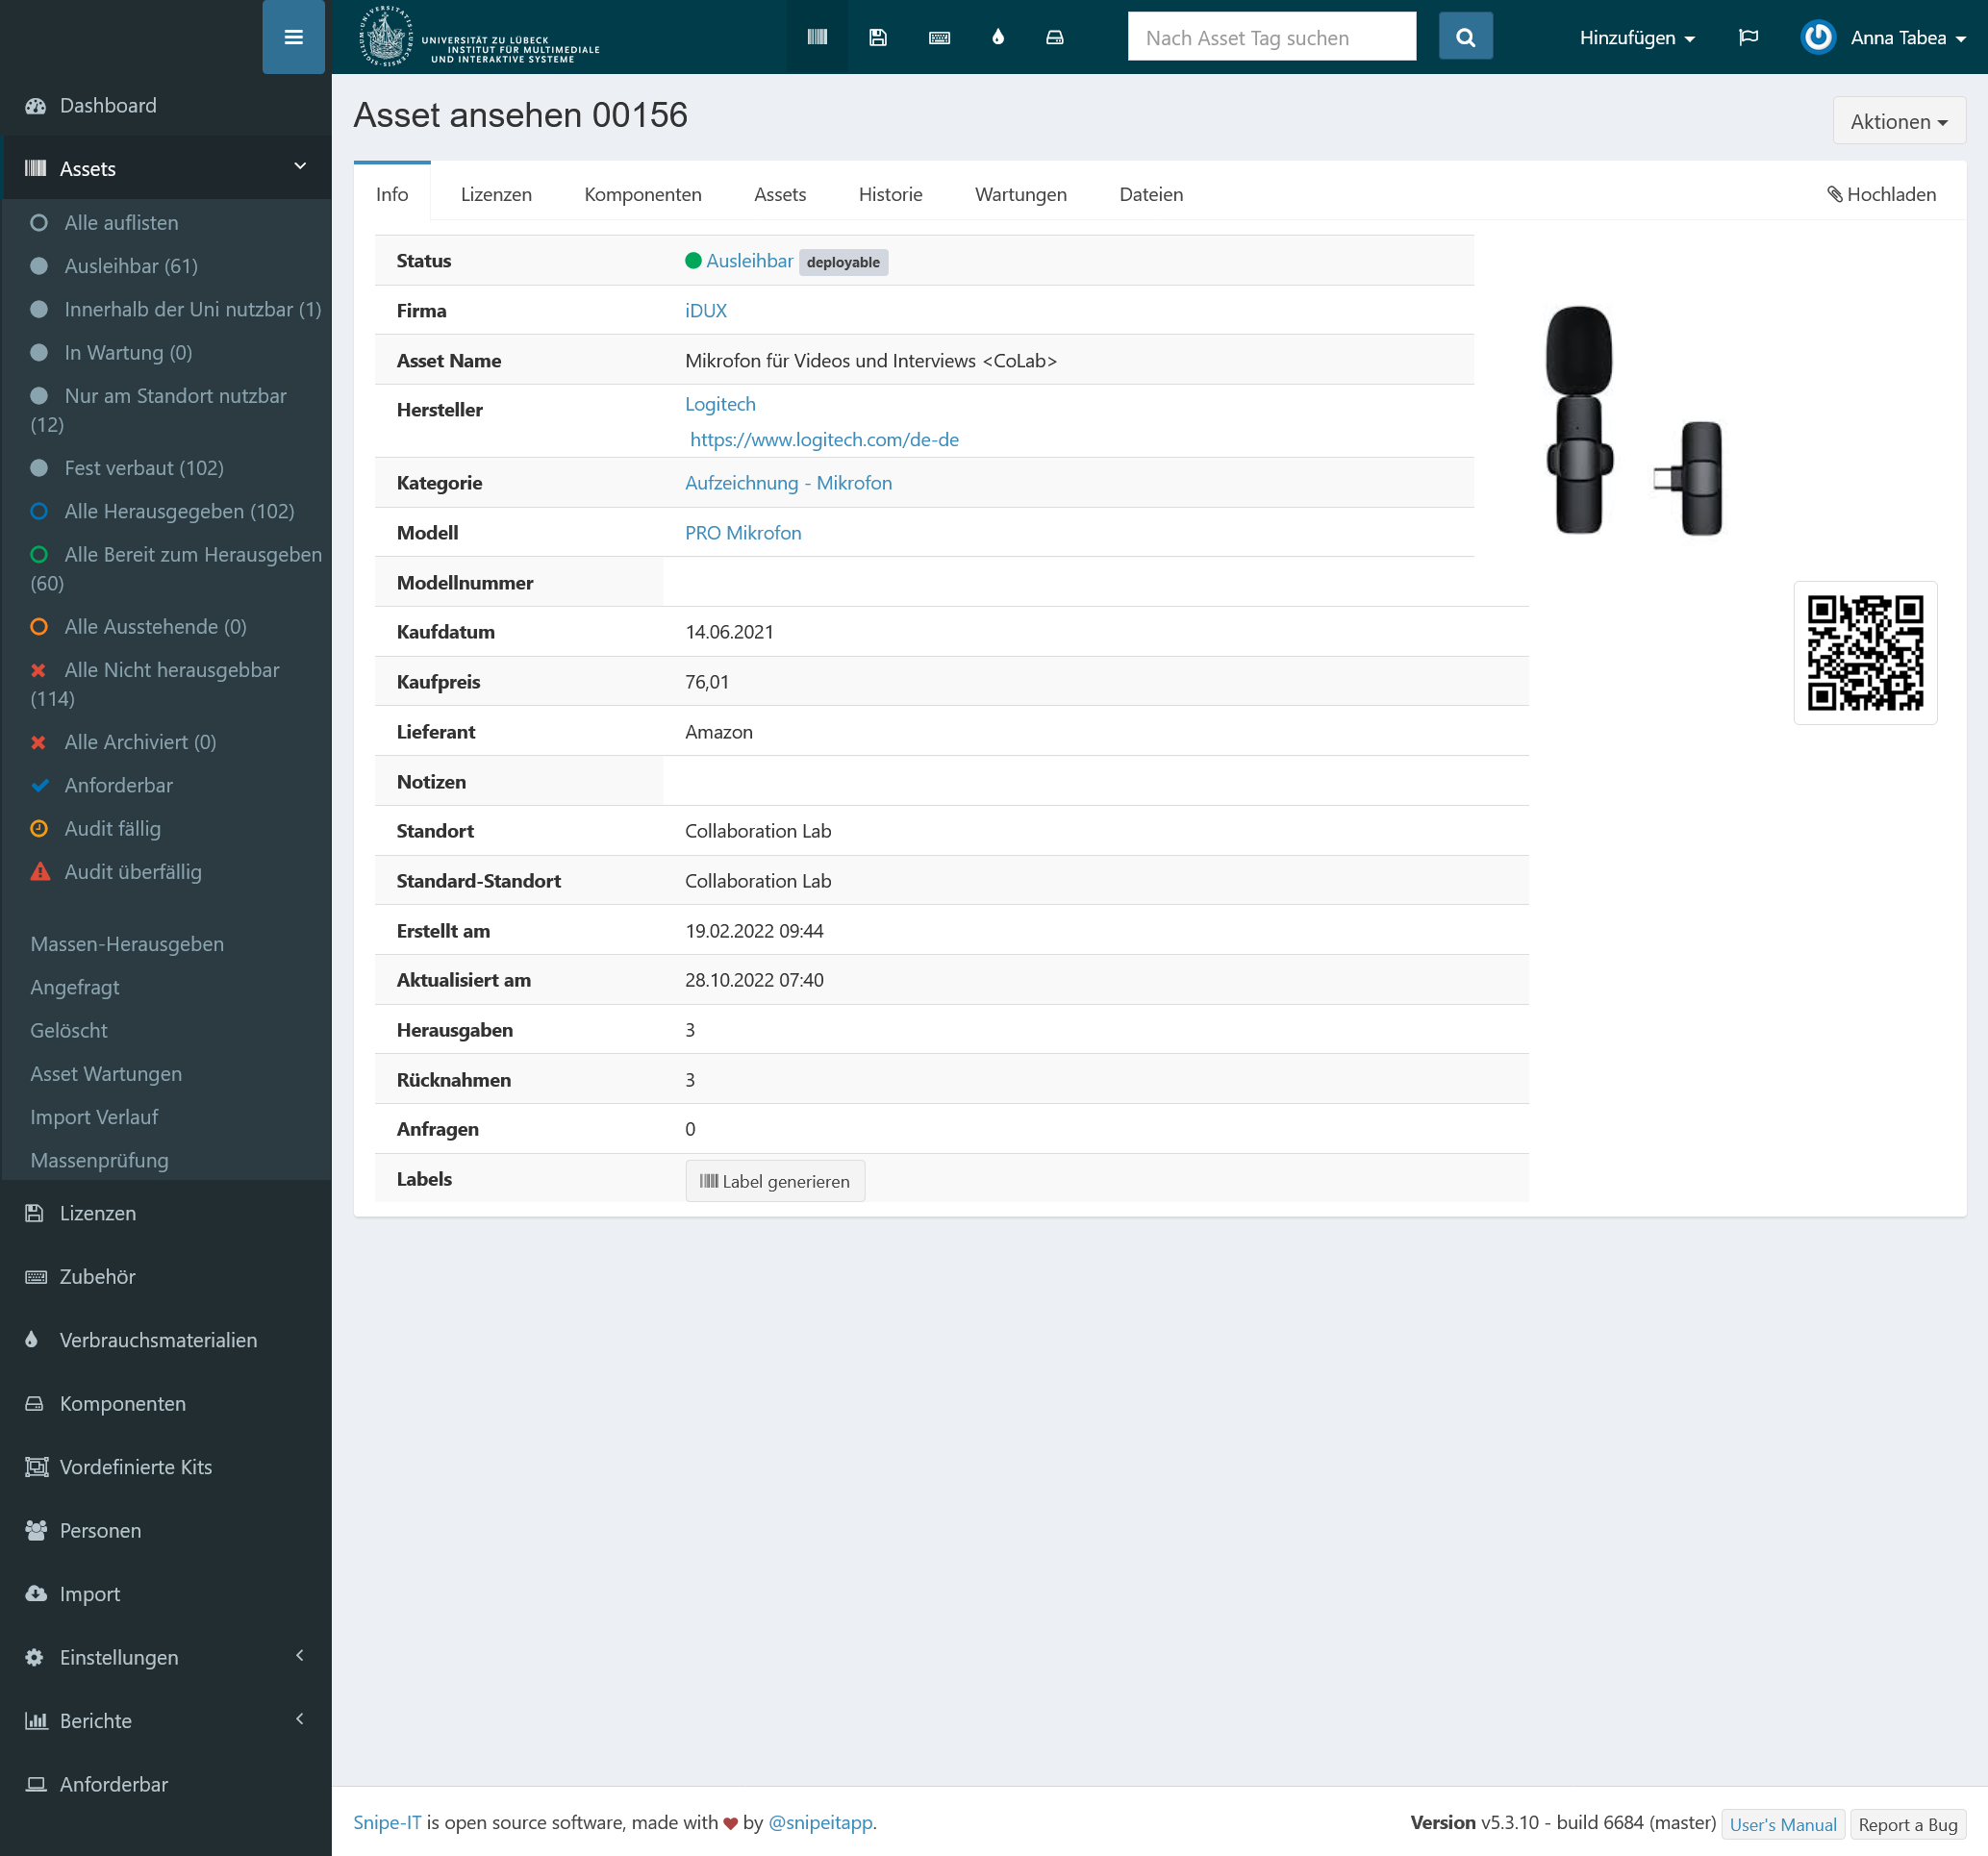 UNIVERSITÄT ZU LÜBECK
INSTITUT FÜR MULTIMEDIALE
UND INTERAKTIVE SYSTEME
Nach Asset Tag suchen
Hinzufügen
Anna Tabea
Dashboard
Assets
Alle auflisten
Ausleihbar (61)
Innerhalb der Uni nutzbar (1)
In Wartung (0)
Nur am Standort nutzbar
(12)
Fest verbaut (102)
Alle Herausgegeben (102)
Alle Bereit zum Herausgeben
(60)
Alle Ausstehende (0)
Alle Nicht herausgebbar
(114)
Alle Archiviert (0)
Anforderbar
Audit fällig
Audit überfällig
Massen-Herausgeben
Angefragt
Gelöscht
Asset Wartungen
Import Verlauf
Massenprüfung
Lizenzen
Zubehör
Verbrauchsmaterialien
Komponenten
Vordefinierte Kits
Personen
Import
Einstellungen
Berichte
Anforderbar
Asset ansehen 00156
Aktionen
Info Lizenzen Komponenten Assets Historie Wartungen Dateien Hochladen
Status Ausleihbar deployable
Firma iDUX
Asset Name Mikrofon für Videos und Interviews <CoLab>
Hersteller Logitech
https://www.logitech.com/de-de
Kategorie Aufzeichnung - Mikrofon
Modell PRO Mikrofon
Modellnummer
Kaufdatum 14.06.2021
Kaufpreis 76,01
Lieferant Amazon
Notizen
Standort Collaboration Lab
Standard-Standort Collaboration Lab
Erstellt am 19.02.2022 09:44
Aktualisiert am 28.10.2022 07:40
Herausgaben 3
Rücknahmen 3
Anfragen 0
Labels Label generieren
Snipe-IT is open source software, made with ♥ by @snipeitapp.
Version v5.3.10 - build 6684 (master) User's Manual Report a Bug